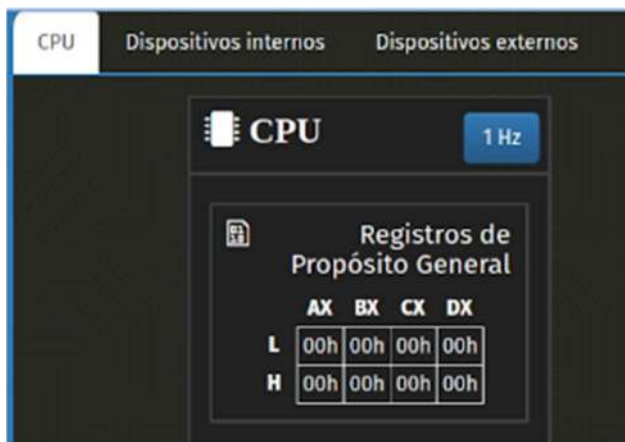 CPU Dispositivos internos Dispositivos externos
CPU 1 Hz
Registros de
Propósito General
AX BX CX DX
L 00h 00h 00h 00h
H 00h 00h 00h 00h